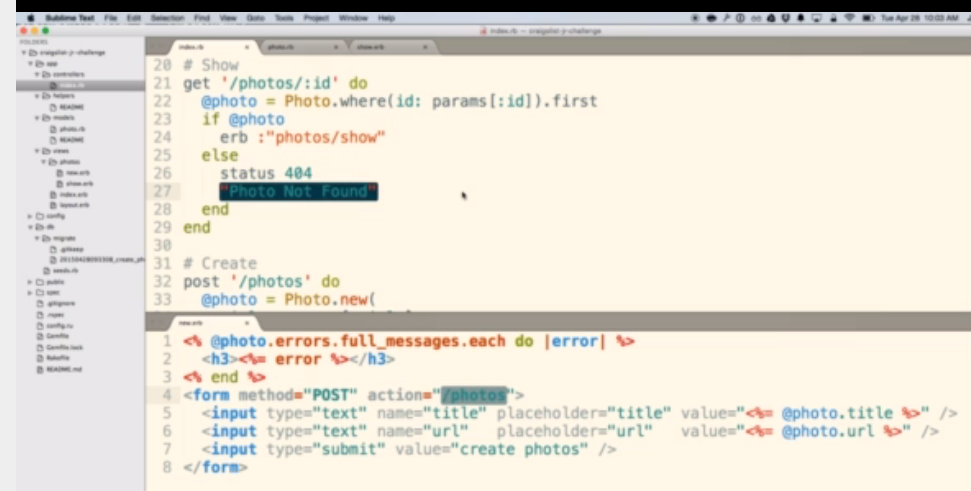 Sublime Text File Edit Selection Find View Goto Tools Project Window Help Tue Apr 28 10:03 AM
index.rb — craigslist-jr-challenge
FOLDERS
craigslist-jr-challenge
app
controllers
index.rb
helpers
README
models
photo.rb
README
views
photos
new.erb
show.erb
index.erb
layout.erb
config
db
migrate
.gitkeep
seeds.rb
public
spec
.gitignore
.rspec
config.ru
Gemfile
Gemfile.lock
Rakefile
README.md
index.rb photo.rb show.erb
20 # Show
21 get '/photos/:id' do
22 @photo = Photo.where(id: params[:id]).first
23 if @photo
24 erb :"photos/show"
25 else
26 status 404
27 "Photo Not Found"
28 end
29 end
30
31 # Create
32 post '/photos' do
33 @photo = Photo.new(
new.erb
1 <% @photo.errors.full_messages.each do |error| %>
2 <h3><%= error %></h3>
3 <% end %>
4 <form method="POST" action="/photos">
5 <input type="text" name="title" placeholder="title" value="<%= @photo.title %>" />
6 <input type="text" name="url" placeholder="url" value="<%= @photo.url %>" />
7 <input type="submit" value="create photos" />
8 </form>